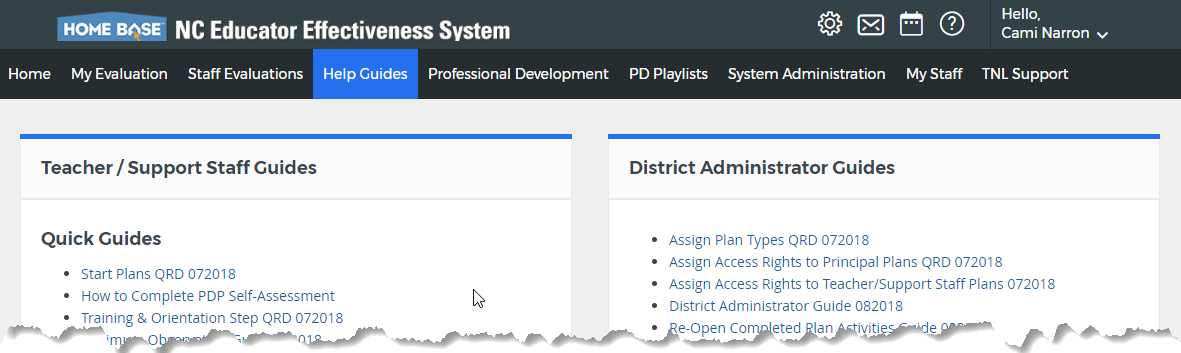 HOME BASE NC Educator Effectiveness System
Hello,
Cami Narron
Home My Evaluation Staff Evaluations Help Guides Professional Development PD Playlists System Administration My Staff TNL Support
Teacher / Support Staff Guides
Quick Guides
Start Plans QRD 072018
How to Complete PDP Self-Assessment
Training & Orientation Step QRD 072018
District Administrator Guides
Assign Plan Types QRD 072018
Assign Access Rights to Principal Plans QRD 072018
Assign Access Rights to Teacher/Support Staff Plans 072018
District Administrator Guide 082018
Re-Open Completed Plan Activities Guide